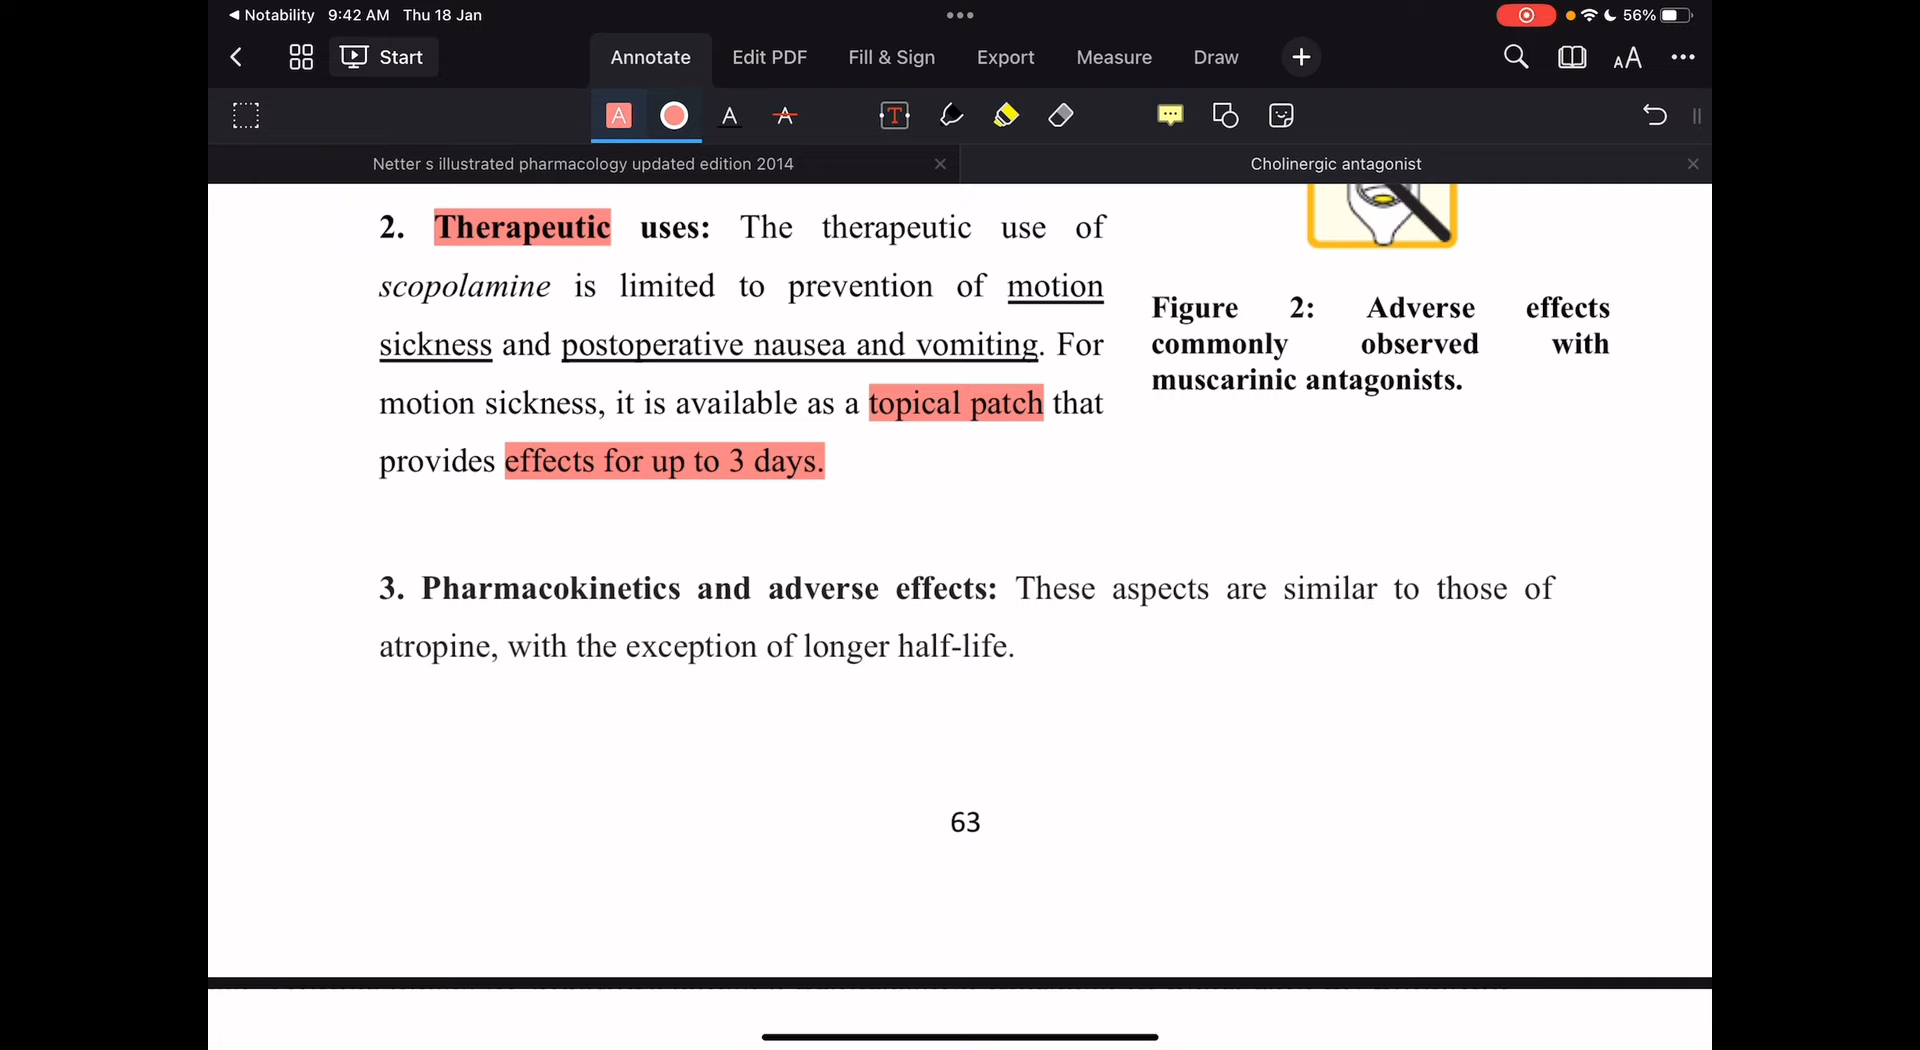 Notability 9:42 AM Thu 18 Jan
56%
Start
Annotate Edit PDF Fill & Sign Export Measure Draw
Netter s illustrated pharmacology updated edition 2014
Cholinergic antagonist
2. Therapeutic uses: The therapeutic use of
scopolamine is limited to prevention of motion
sickness and postoperative nausea and vomiting. For
motion sickness, it is available as a topical patch that
provides effects for up to 3 days.
Figure 2: Adverse effects
commonly observed with
muscarinic antagonists.
3. Pharmacokinetics and adverse effects: These aspects are similar to those of
atropine, with the exception of longer half-life.
63